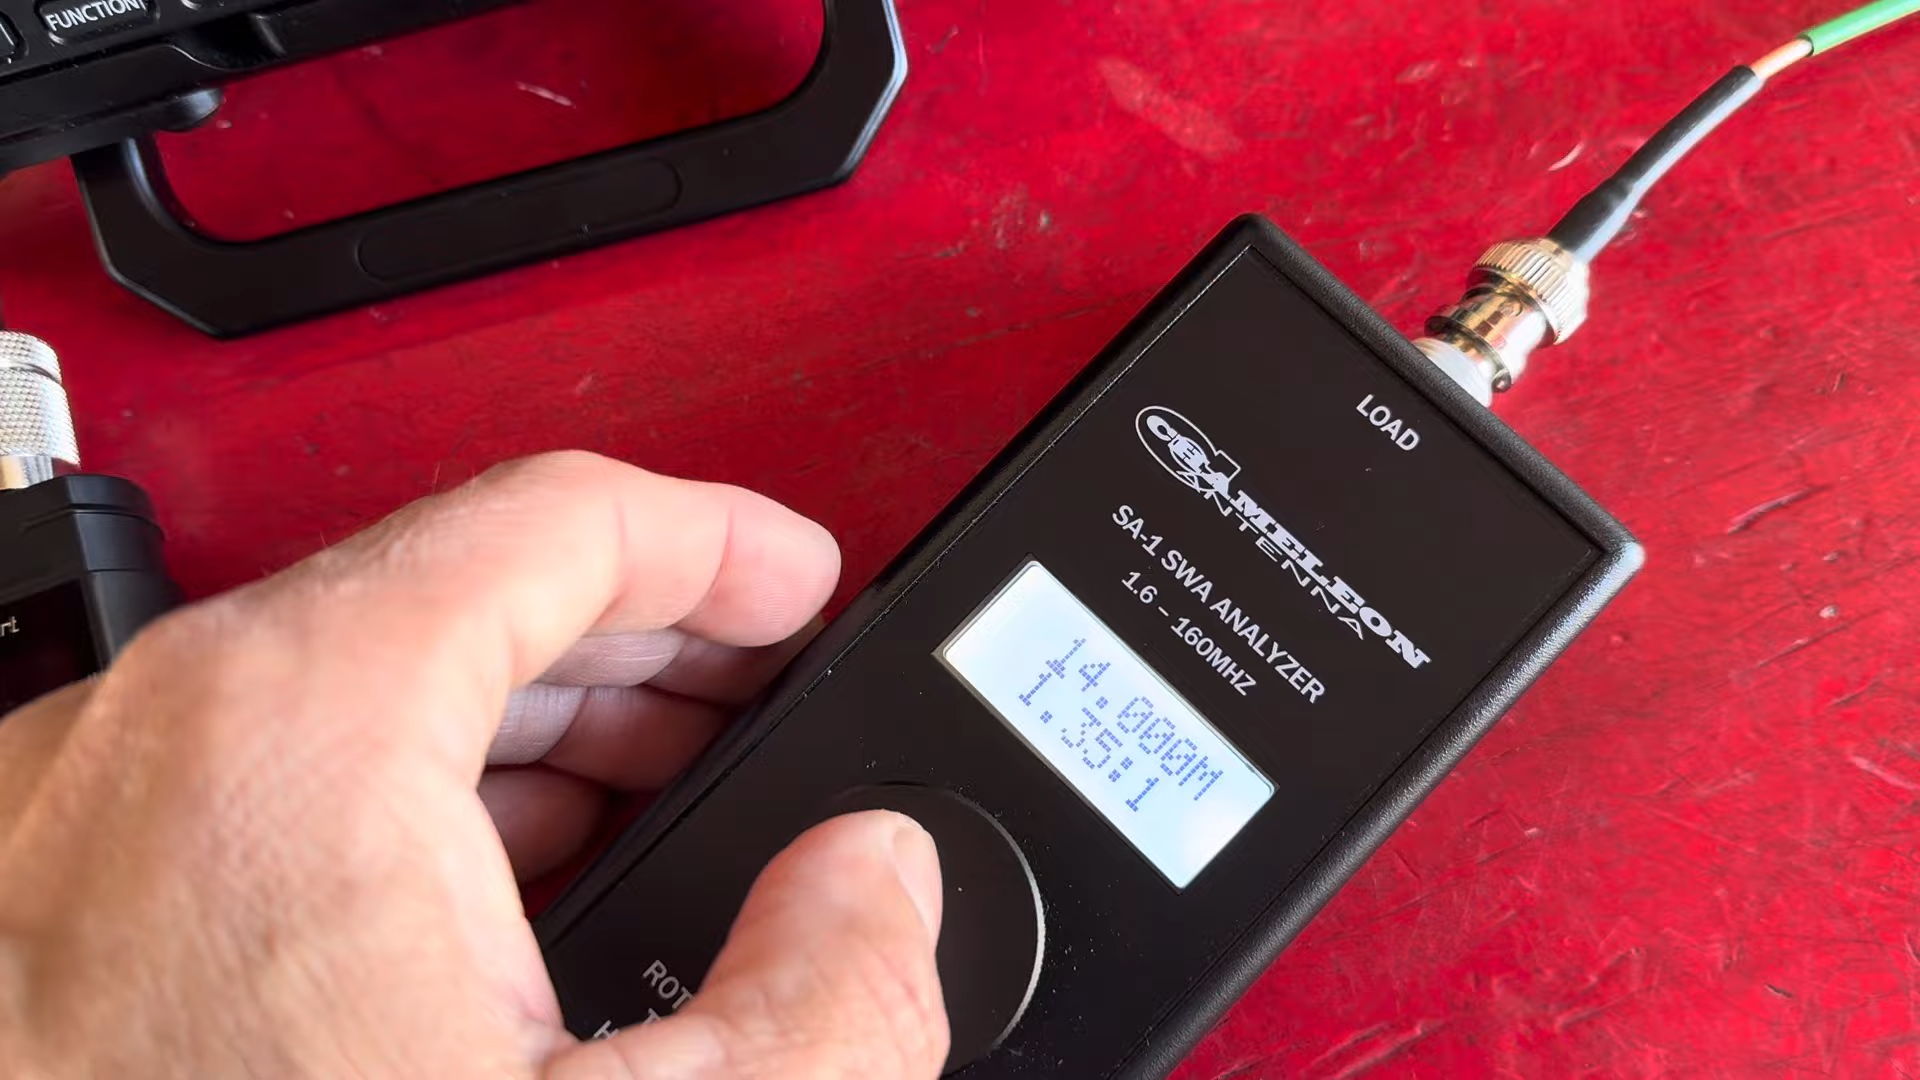 FUNCTION
LOAD
CHAMELEON
ANTENNA
SA-1 SWA ANALYZER
1.6 – 160MHZ
14.000M
1.35:1